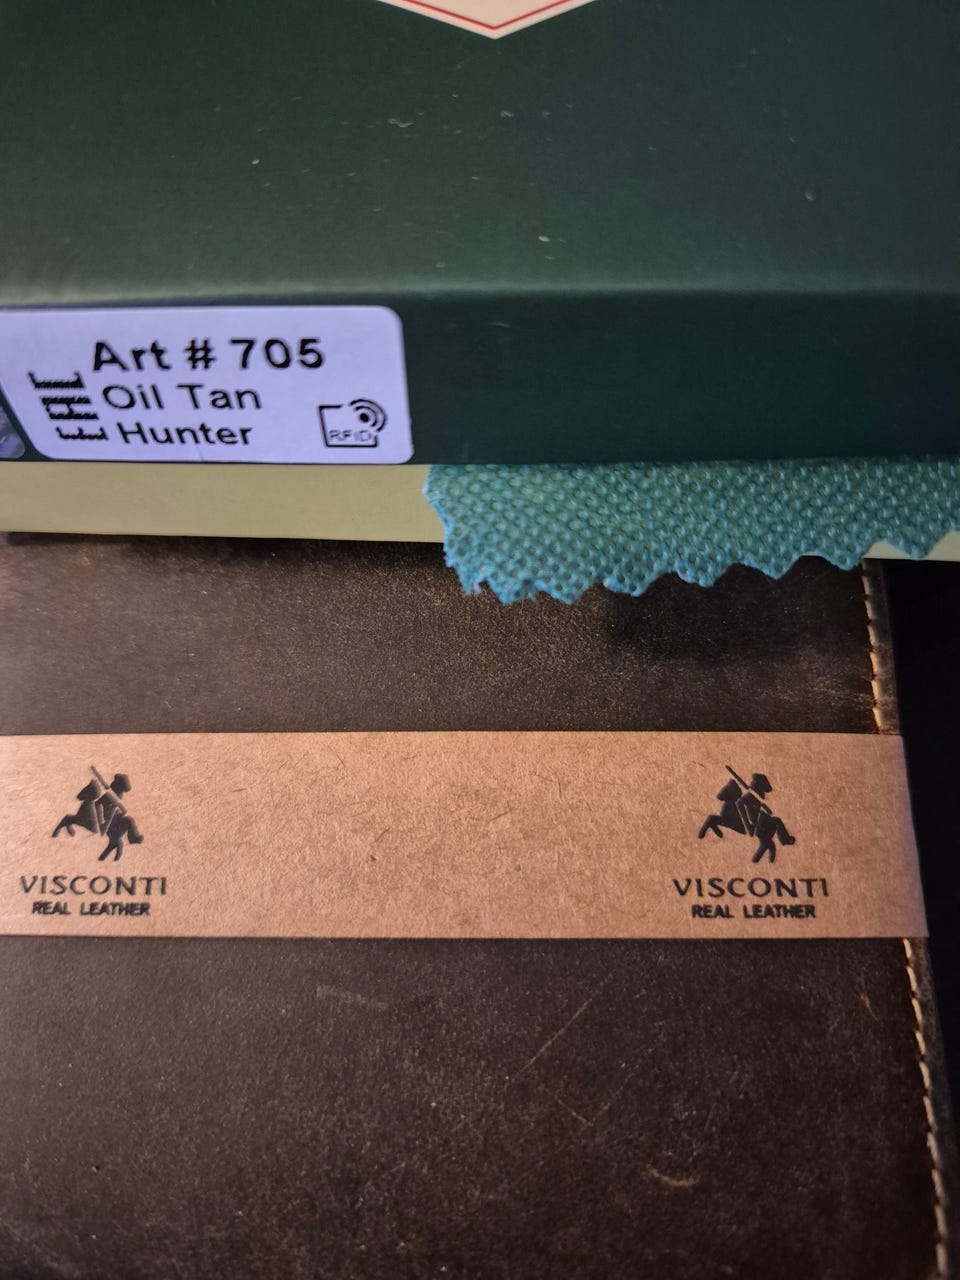 Art # 705
Oil Tan
Hunter
RFID
VISCONTI
REAL LEATHER
VISCONTI
REAL LEATHER